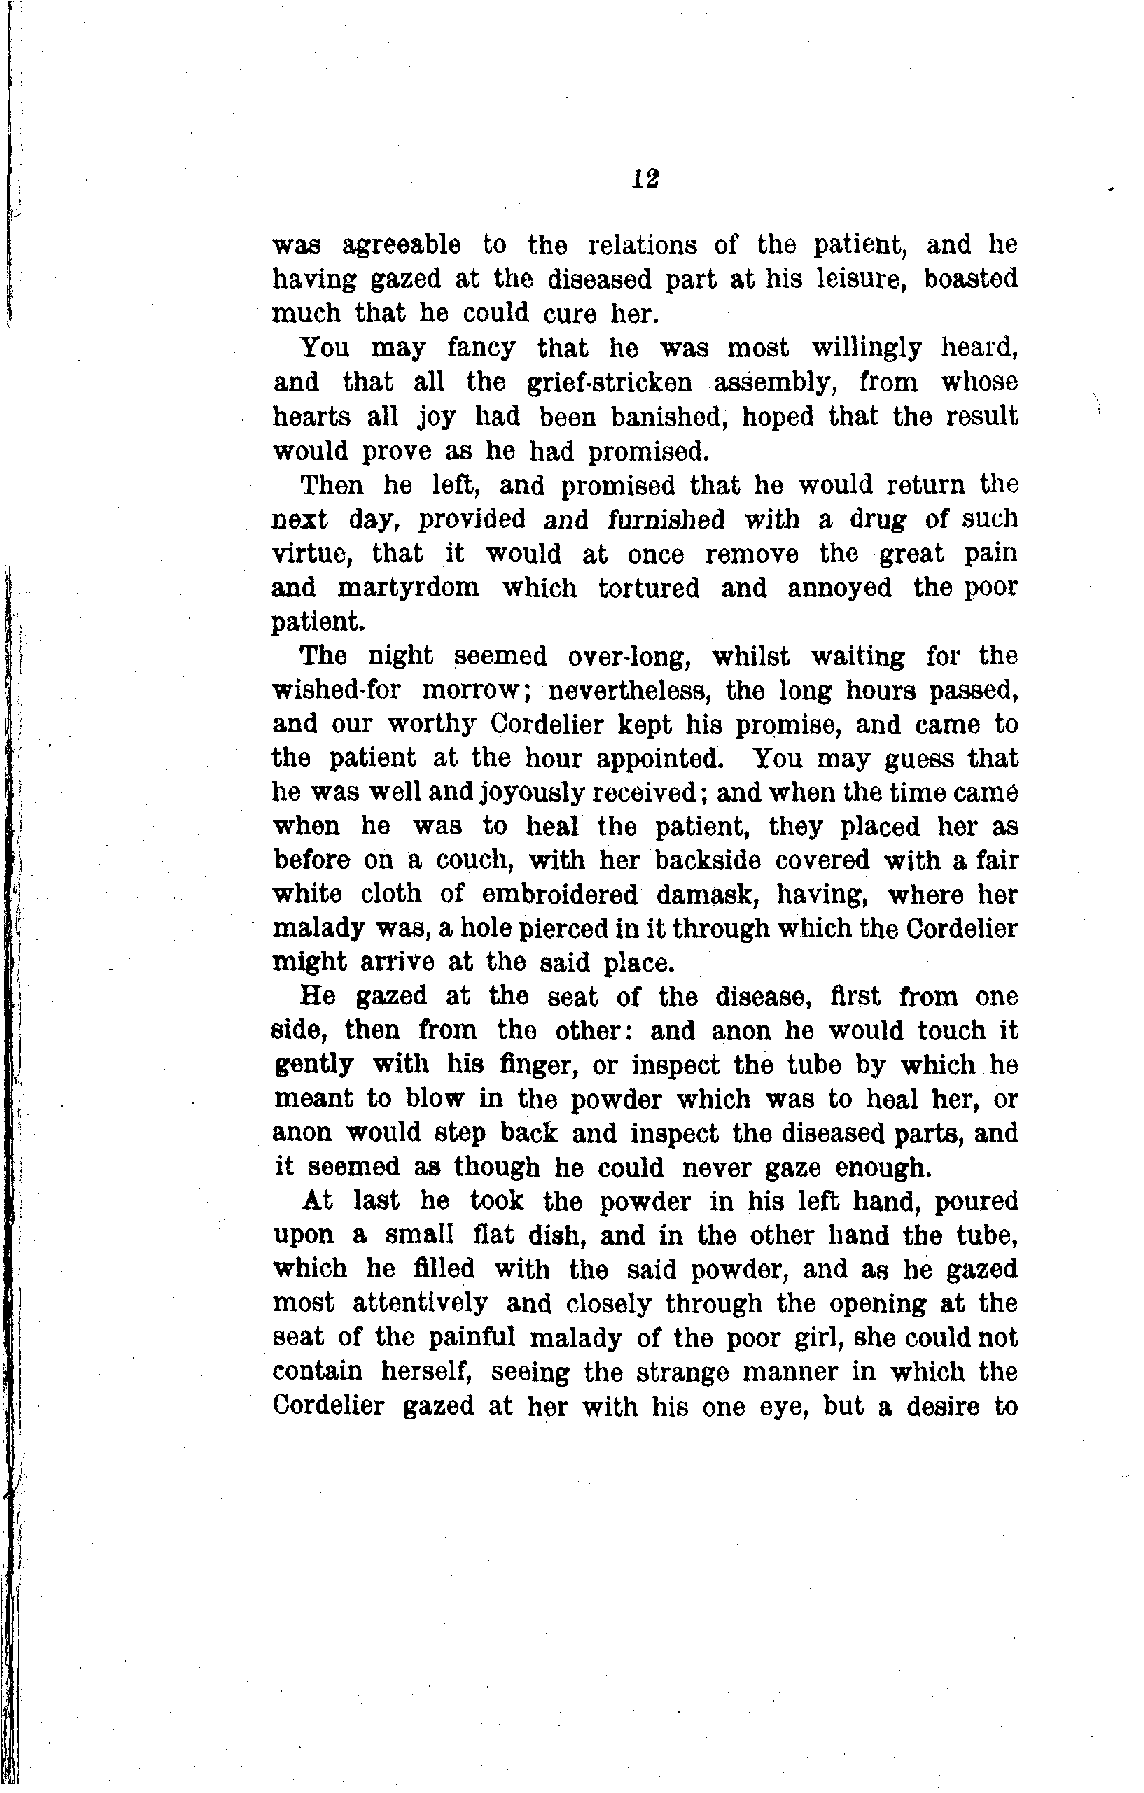 12
was agreeable to the relations of the patient, and he
having gazed at the diseased part at his leisure, boasted
much that he could cure her.
You may fancy that he was most willingly heard,
and that all the grief-stricken assembly, from whose
hearts all joy had been banished, hoped that the result
would prove as he had promised.
Then he left, and promised that he would return the
next day, provided and furnished with a drug of such
virtue, that it would at once remove the great pain
and martyrdom which tortured and annoyed the poor
patient.
The night seemed over-long, whilst waiting for the
wished-for morrow; nevertheless, the long hours passed,
and our worthy Cordelier kept his promise, and came to
the patient at the hour appointed. You may guess that
he was well and joyously received; and when the time came
when he was to heal the patient, they placed her as
before on a couch, with her backside covered with a fair
white cloth of embroidered damask, having, where her
malady was, a hole pierced in it through which the Cordelier
might arrive at the said place.
He gazed at the seat of the disease, first from one
side, then from the other: and anon he would touch it
gently with his finger, or inspect the tube by which he
meant to blow in the powder which was to heal her, or
anon would step back and inspect the diseased parts, and
it seemed as though he could never gaze enough.
At last he took the powder in his left hand, poured
upon a small flat dish, and in the other hand the tube,
which he filled with the said powder, and as he gazed
most attentively and closely through the opening at the
seat of the painful malady of the poor girl, she could not
contain herself, seeing the strange manner in which the
Cordelier gazed at her with his one eye, but a desire to